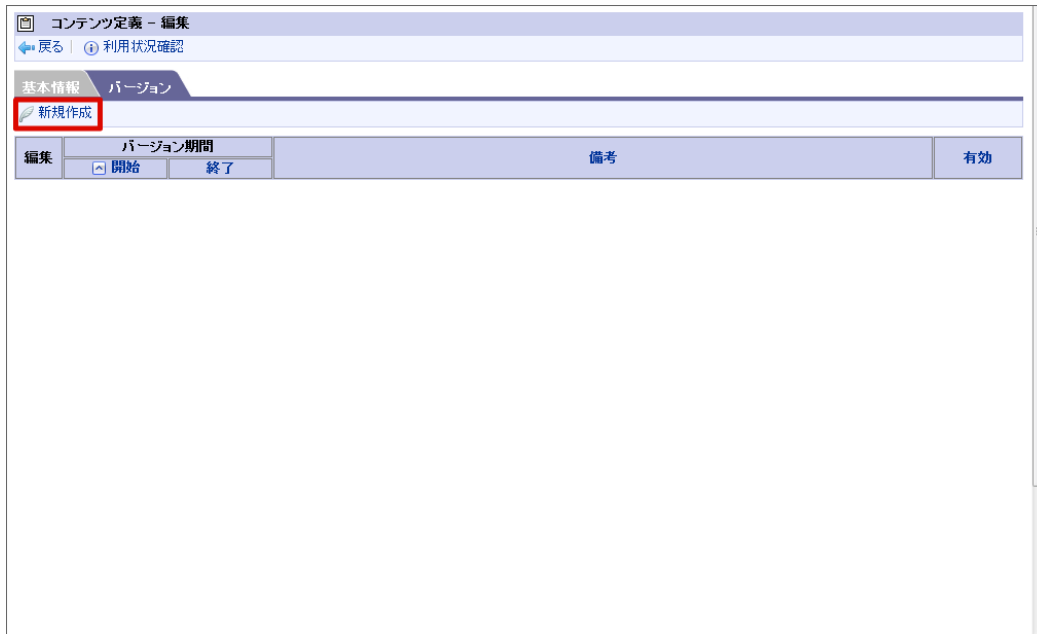 コンテンツ定義 - 編集
戻る 利用状況確認
基本情報 バージョン
新規作成
編集 バージョン期間 備考 有効
開始 終了